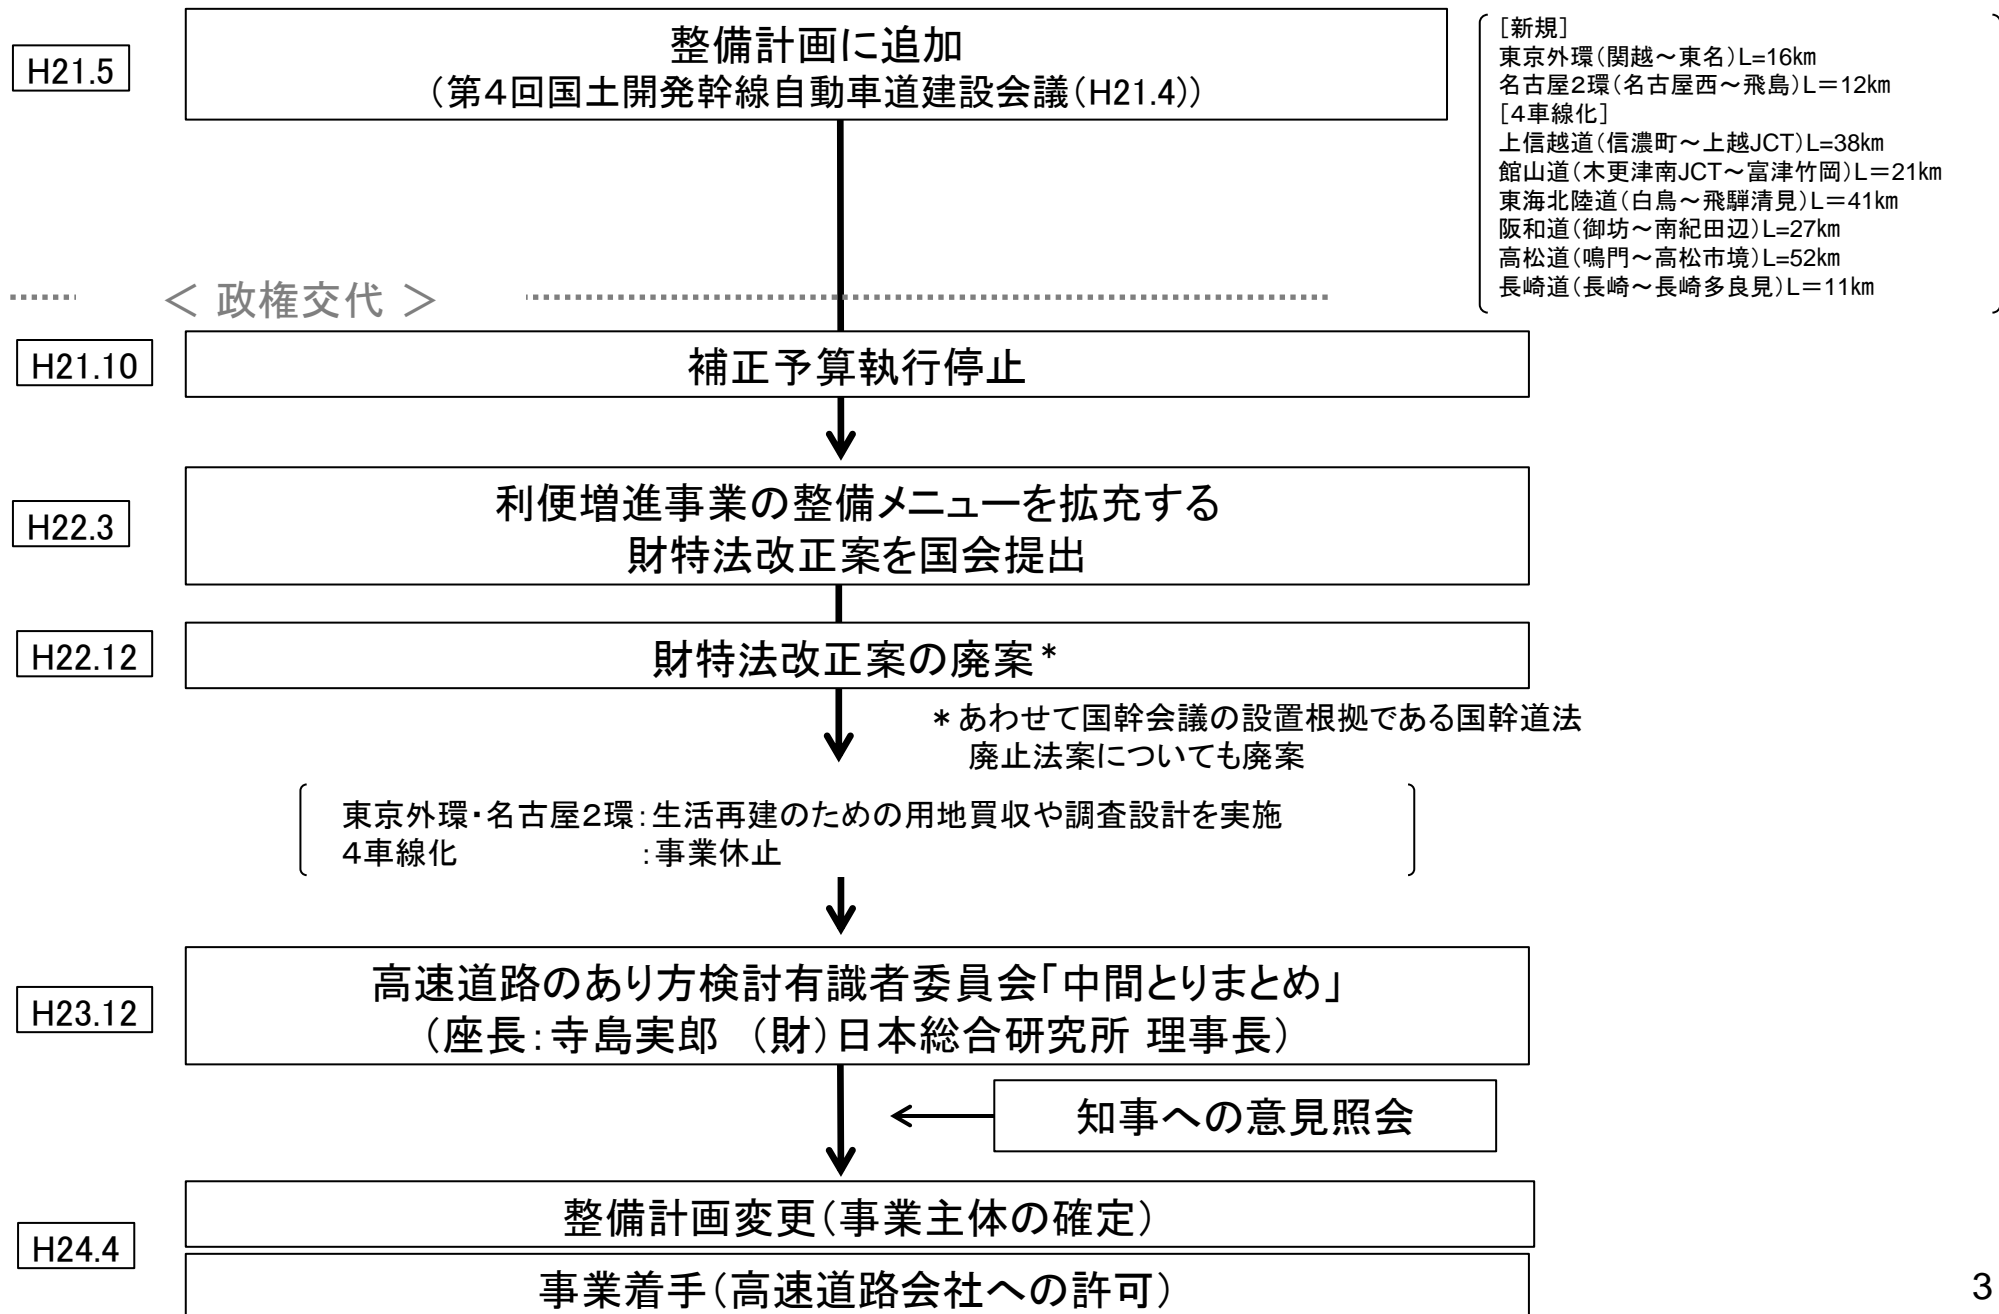 H21.5
整備計画に追加
（第４回国土開発幹線自動車道建設会議（H21.4））
［新規］
東京外環（関越～東名）L=16km
名古屋２環（名古屋西～飛島）L＝12km
［４車線化］
上信越道（信濃町～上越JCT）L=38㎞
館山道（木更津南JCT～富津竹岡）L＝21㎞
東海北陸道（白鳥～飛騨清見）L＝41㎞
阪和道（御坊～南紀田辺）L=27㎞
高松道（鳴門～高松市境）L=52㎞
長崎道（長崎～長崎多良見）L＝11㎞
＜ 政権交代 ＞
H21.10
補正予算執行停止
H22.3
利便増進事業の整備メニューを拡充する
財特法改正案を国会提出
H22.12
財特法改正案の廃案*
*あわせて国幹会議の設置根拠である国幹道法
廃止法案についても廃案
東京外環・名古屋２環：生活再建のための用地買収や調査設計を実施
４車線化　　　　　　：事業休止
H23.12
高速道路のあり方検討有識者委員会「中間とりまとめ」
（座長：寺島実郎　（財）日本総合研究所 理事長）
知事への意見照会
H24.4
整備計画変更（事業主体の確定）
事業着手（高速道路会社への許可）
3